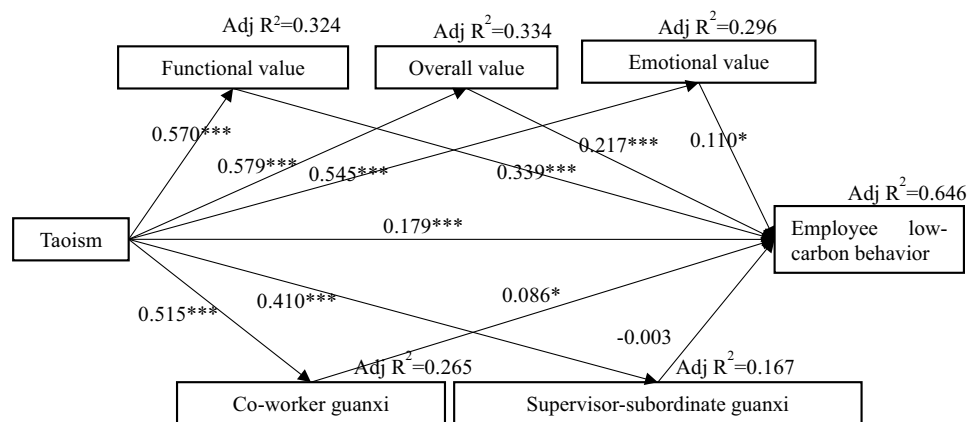 Adj R²=0.324
Adj R²=0.334
Adj R²=0.296
Functional value
Overall value
Emotional value
0.570***
0.579***
0.545***
0.339***
0.217***
0.110*
Adj R²=0.646
Taoism
0.179***
Employee low-
carbon behavior
0.515***
0.410***
0.086*
-0.003
Adj R²=0.265
Adj R²=0.167
Co-worker guanxi
Supervisor-subordinate guanxi